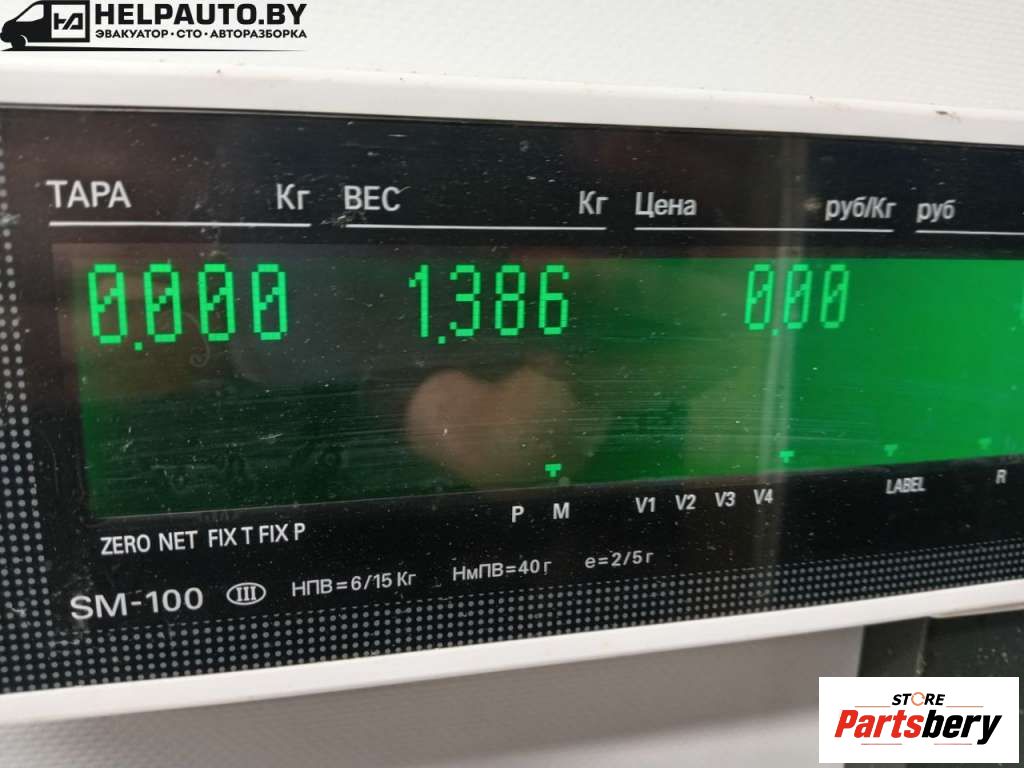 HELPAUTO.BY
ЭВАКУАТОР • СТО • АВТОРАЗБОРКА
ТАРА Кг ВЕС Кг Цена руб/Кг руб
0.000 1.386 0.00
P M V1 V2 V3 V4 LABEL R
ZERO NET FIX T FIX P
SM-100 III НПВ=6/15 Кг НмПВ=40 г e=2/5 г
STORE
Partsbery